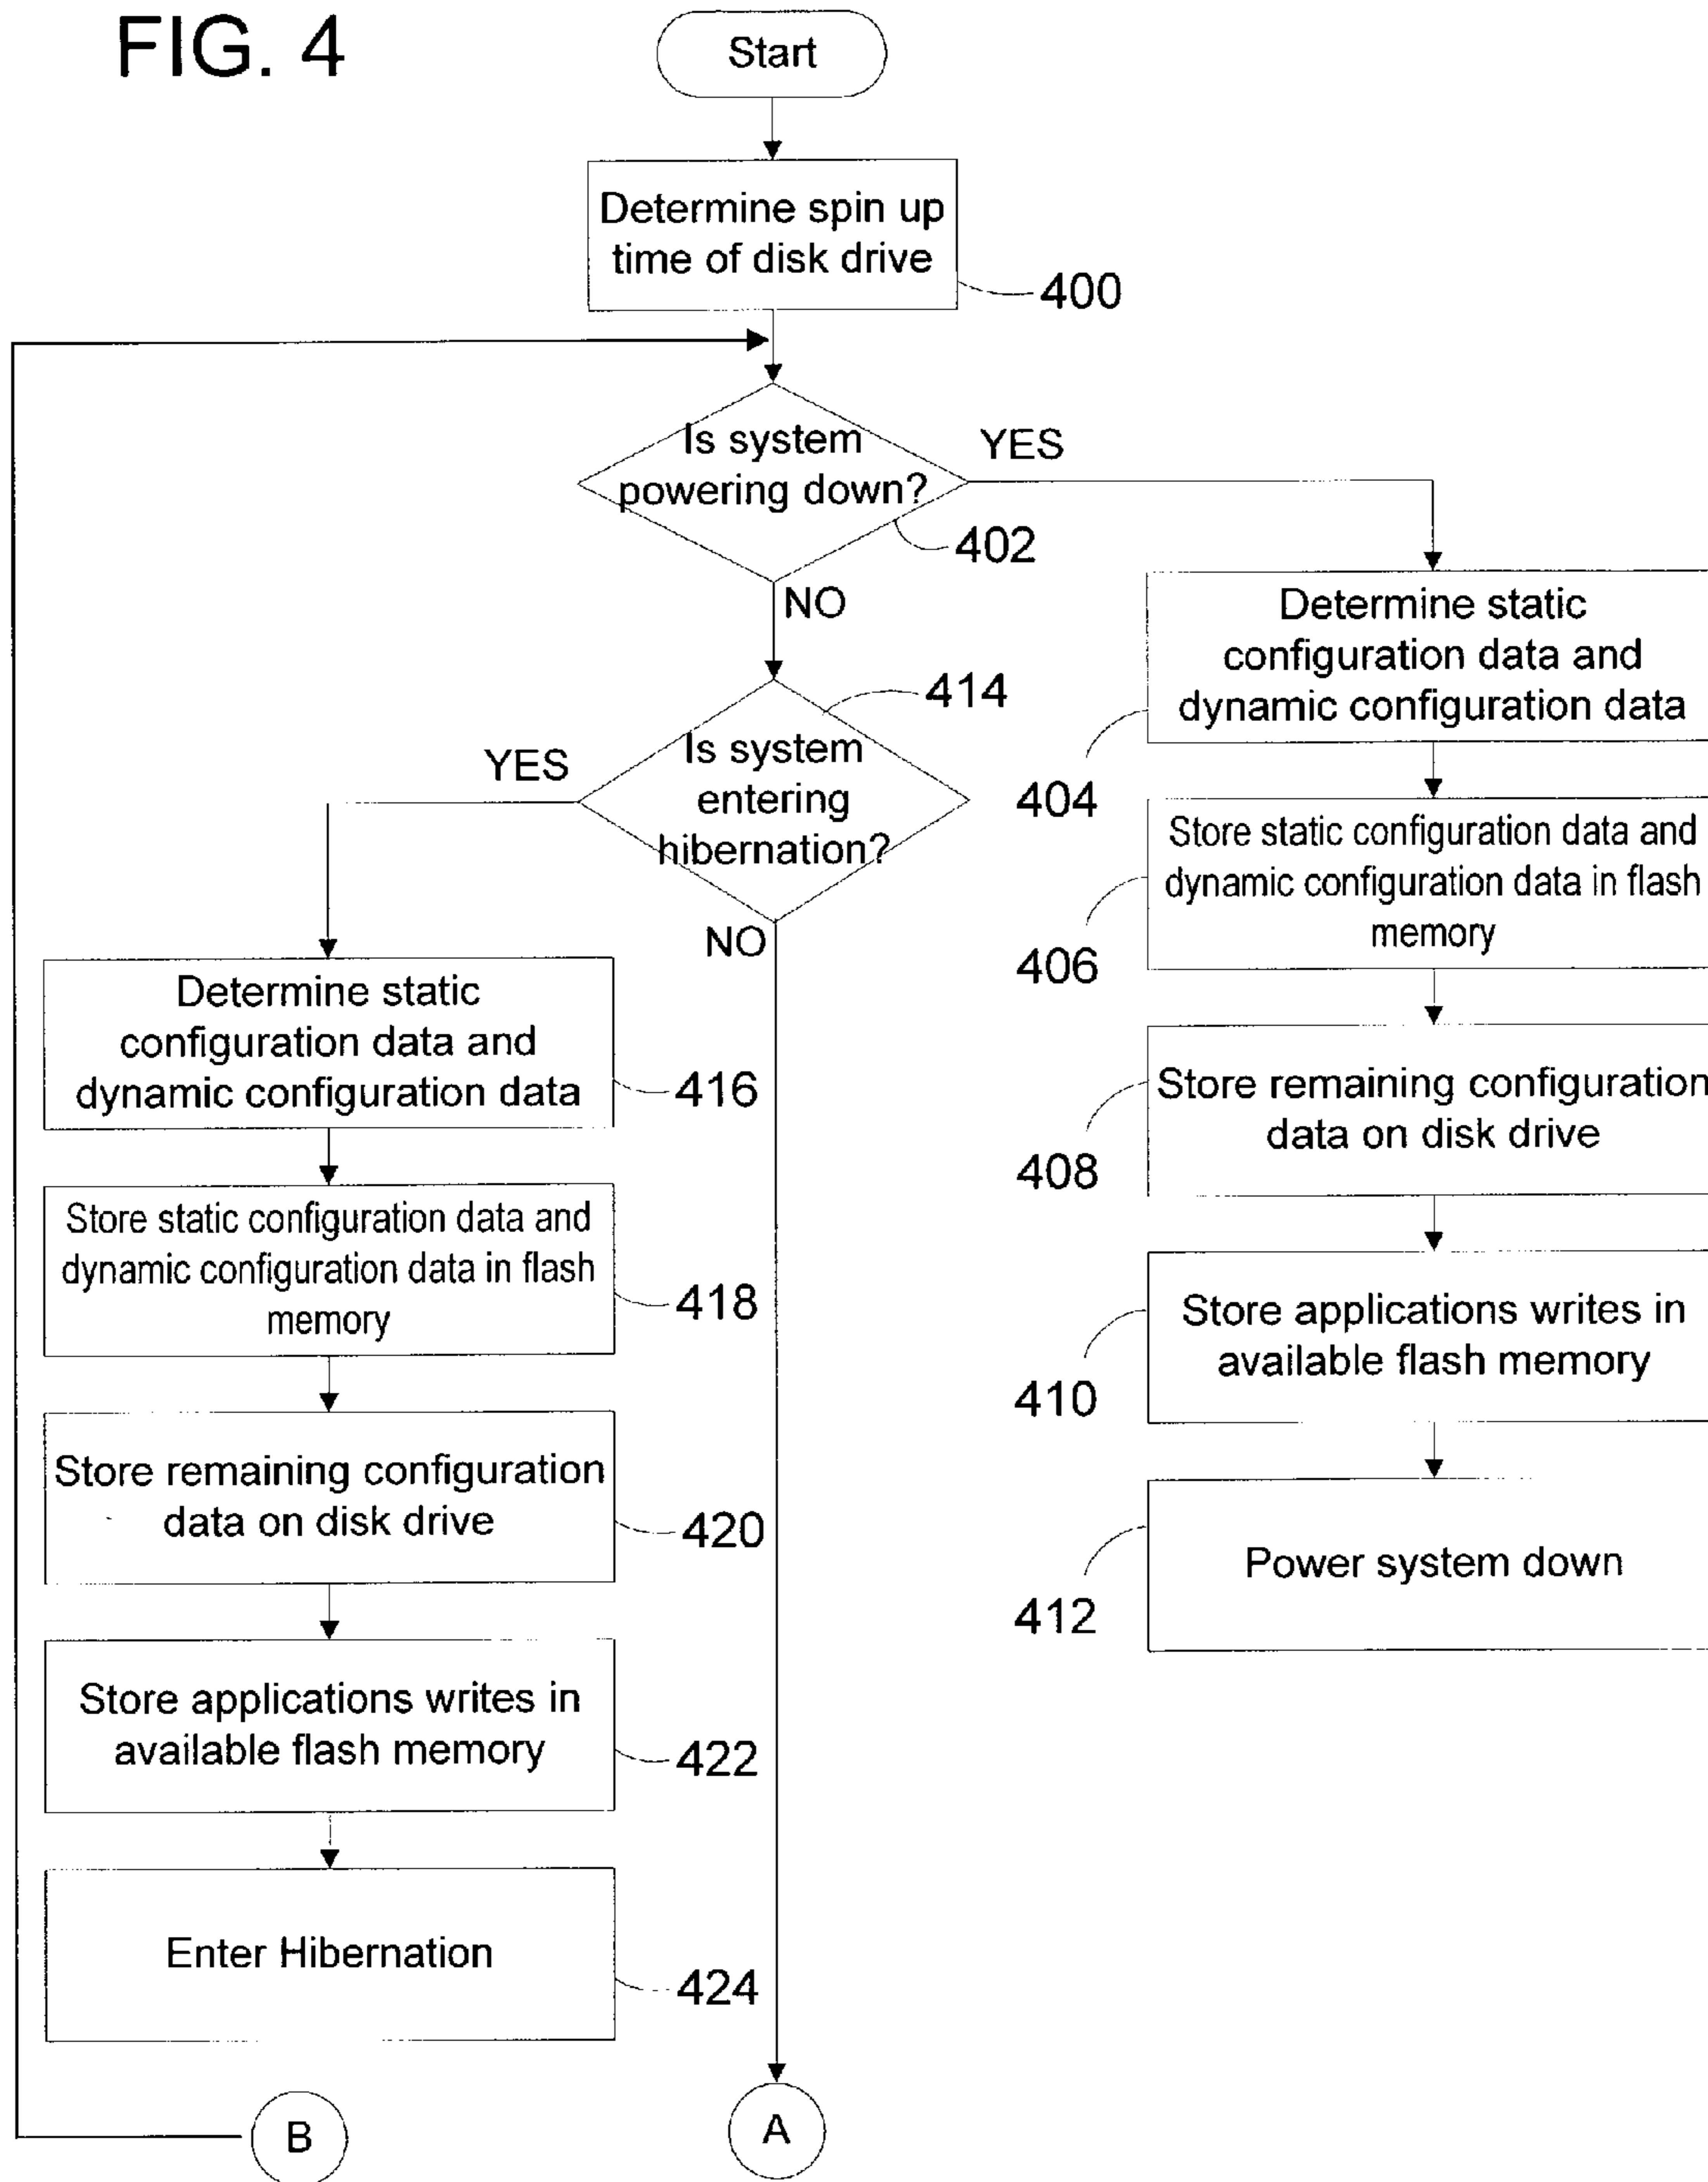 FIG. 4
Start
Determine spin up
time of disk drive
400
Is system
powering down?
YES
402
NO
Determine static
configuration data and
dynamic configuration data
404
414
Is system
entering
hibernation?
YES
NO
Store static configuration data and
dynamic configuration data in flash
memory
406
Determine static
configuration data and
dynamic configuration data
416
Store remaining configuration
data on disk drive
408
Store static configuration data and
dynamic configuration data in flash
memory
418
Store applications writes in
available flash memory
410
Store remaining configuration
data on disk drive
420
Power system down
412
Store applications writes in
available flash memory
422
Enter Hibernation
424
B
A